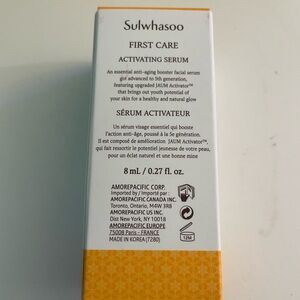 Sulwhasoo
FIRST CARE
ACTIVATING SERUM
An essential anti-aging booster facial serum
got advanced to 5th generation,
featuring upgraded JAUM Activator™
that brings out youth potential of
your skin for a healthy and natural glow
SÉRUM ACTIVATEUR
Un sérum visage essentiel qui booste
l'action anti-âge, poussé à la 5e génération.
Il est composé de amélioration JAUM Activator™,
qui fait ressortir le potentiel jeunesse de votre peau,
pour un éclat naturel et une bonne mine
8 mL / 0.27 fl. oz.
AMOREPACIFIC CORP.
Imported by / Importé par :
AMOREPACIFIC CANADA INC.
Toronto, Ontario, M4W 3R8
AMOREPACIFIC US INC.
Dist New York, NY 10018
AMOREPACIFIC EUROPE
75008 Paris - FRANCE
MADE IN KOREA (7280)
12M